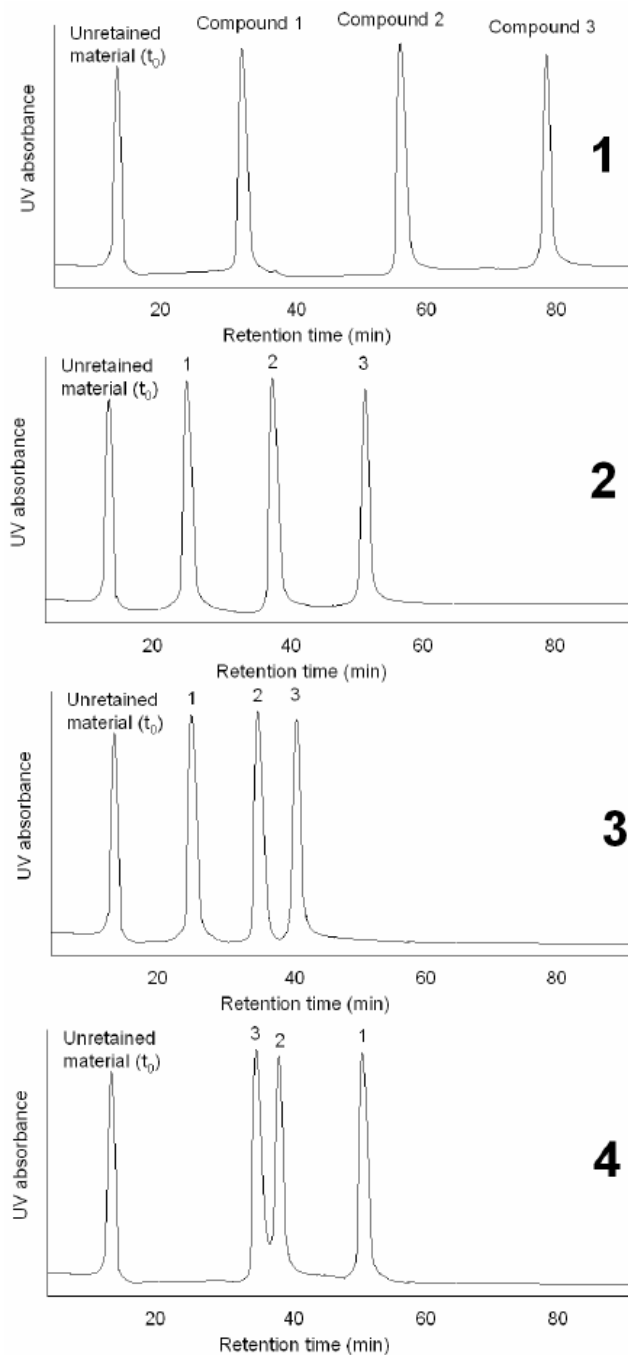 Unretained
material (t₀)
Compound 1
Compound 2
Compound 3
UV absorbance
1
20 40 60 80
Retention time (min)
Unretained
material (t₀)
1 2 3
UV absorbance
2
20 40 60 80
Retention time (min)
Unretained
material (t₀)
1 2 3
UV absorbance
3
20 40 60 80
Retention time (min)
Unretained
material (t₀)
3 2 1
UV absorbance
4
20 40 60 80
Retention time (min)